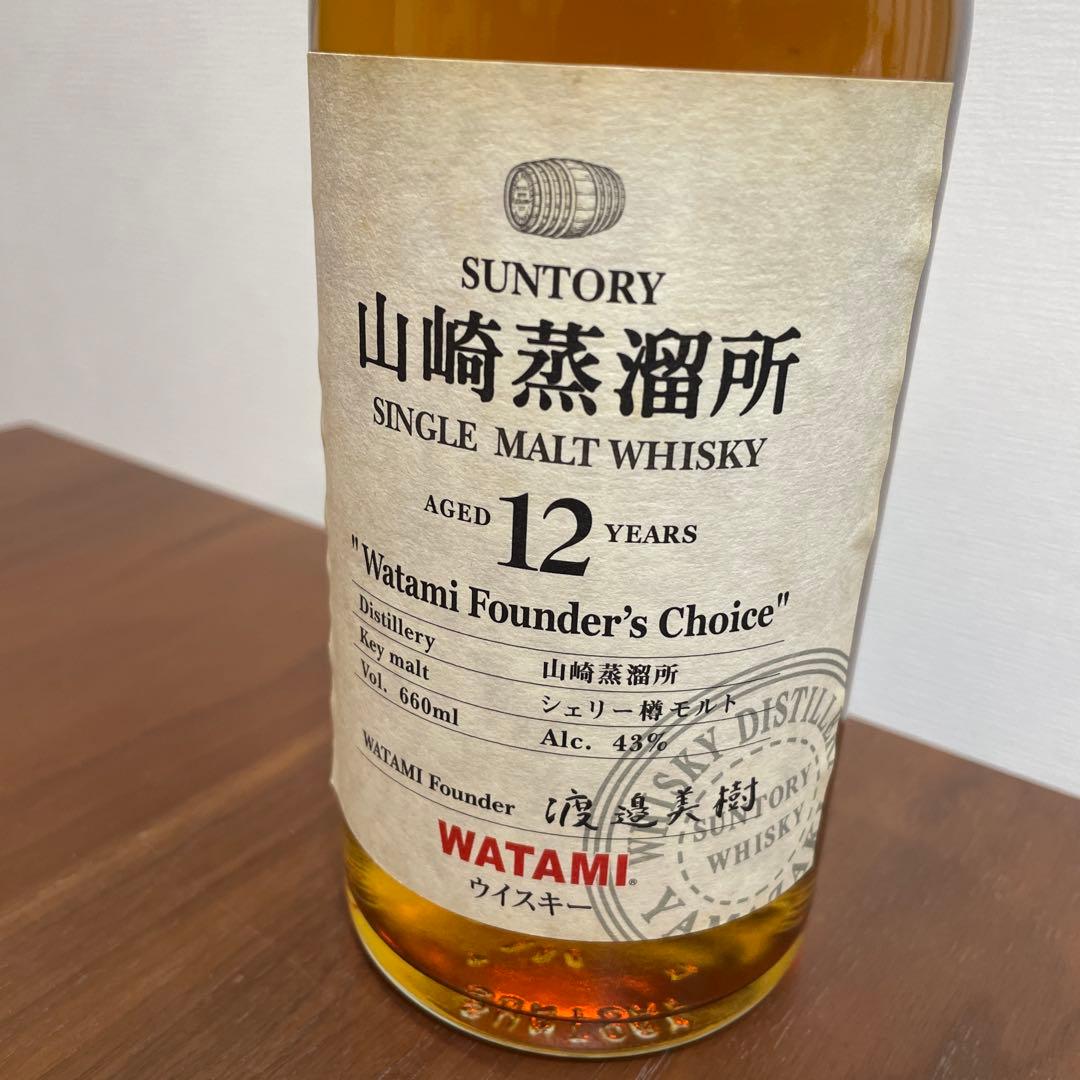 SUNTORY
山崎蒸溜所
SINGLE MALT WHISKY
AGED 12 YEARS
"Watami Founder's Choice"
Distillery 山崎蒸溜所
Key malt シェリー樽モルト
Vol. 660ml Alc. 43%
WATAMI Founder 渡邉美樹
WATAMI®
ウイスキー
WHISKY
SUNTORY
WHISKY